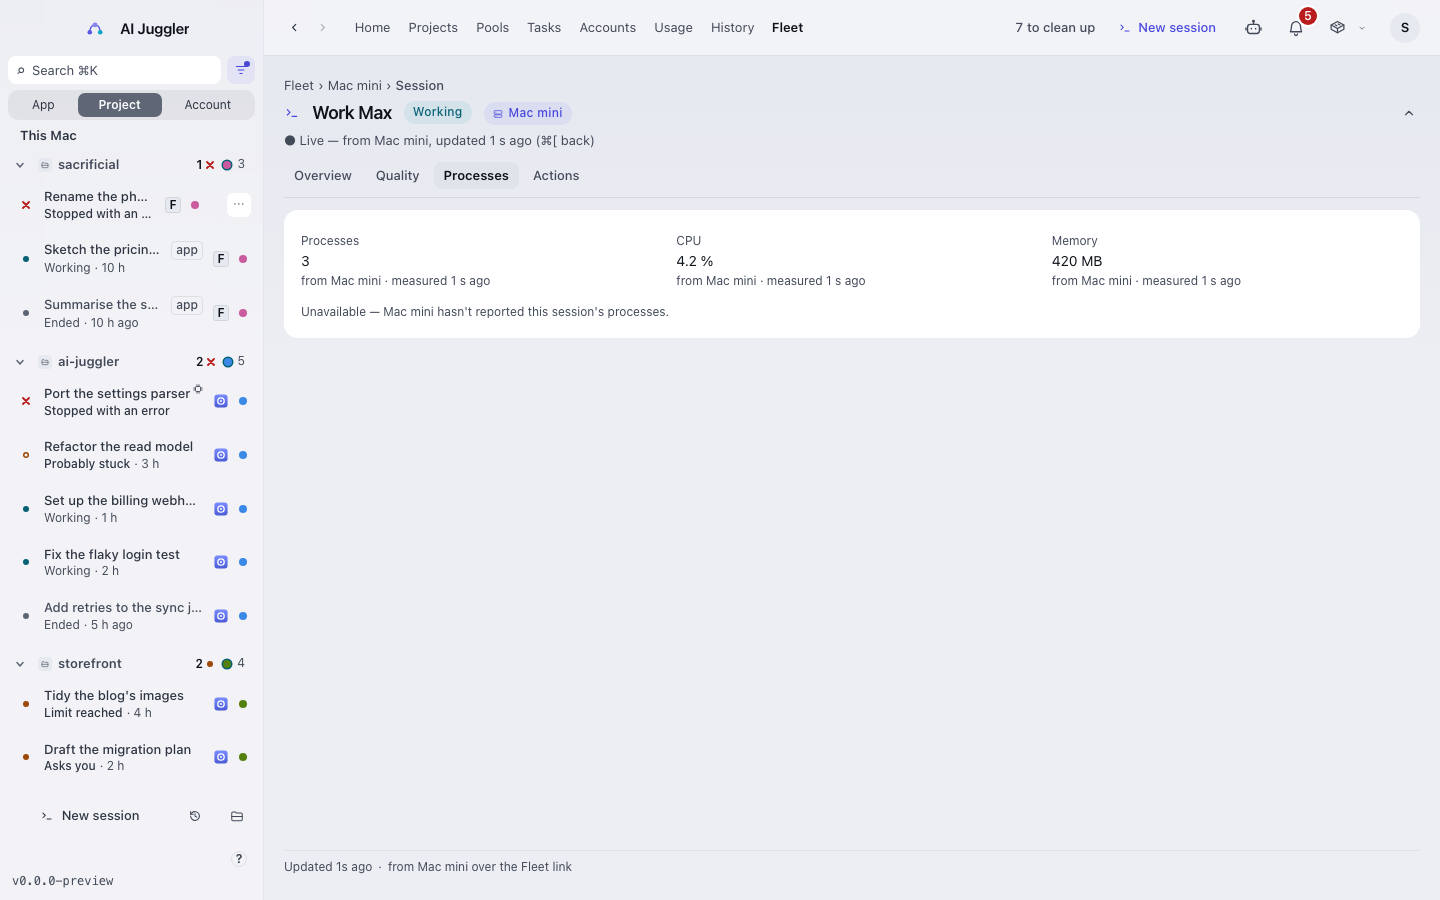 AI Juggler
Search ⌘K
App Project Account
This Mac
sacrificial 1 3
Rename the ph... F
Stopped with an ...
Sketch the pricin... app F
Working · 10 h
Summarise the s... app F
Ended · 10 h ago
ai-juggler 2 5
Port the settings parser
Stopped with an error
Refactor the read model
Probably stuck · 3 h
Set up the billing webh...
Working · 1 h
Fix the flaky login test
Working · 2 h
Add retries to the sync j...
Ended · 5 h ago
storefront 2 4
Tidy the blog's images
Limit reached · 4 h
Draft the migration plan
Asks you · 2 h
New session
?
v0.0.0-preview
Home Projects Pools Tasks Accounts Usage History Fleet 7 to clean up New session 5 S
Fleet › Mac mini › Session
Work Max Working Mac mini
Live — from Mac mini, updated 1 s ago (⌘[ back)
Overview Quality Processes Actions
Processes CPU Memory
3 4.2 % 420 MB
from Mac mini · measured 1 s ago from Mac mini · measured 1 s ago from Mac mini · measured 1 s ago
Unavailable — Mac mini hasn't reported this session's processes.
Updated 1s ago · from Mac mini over the Fleet link